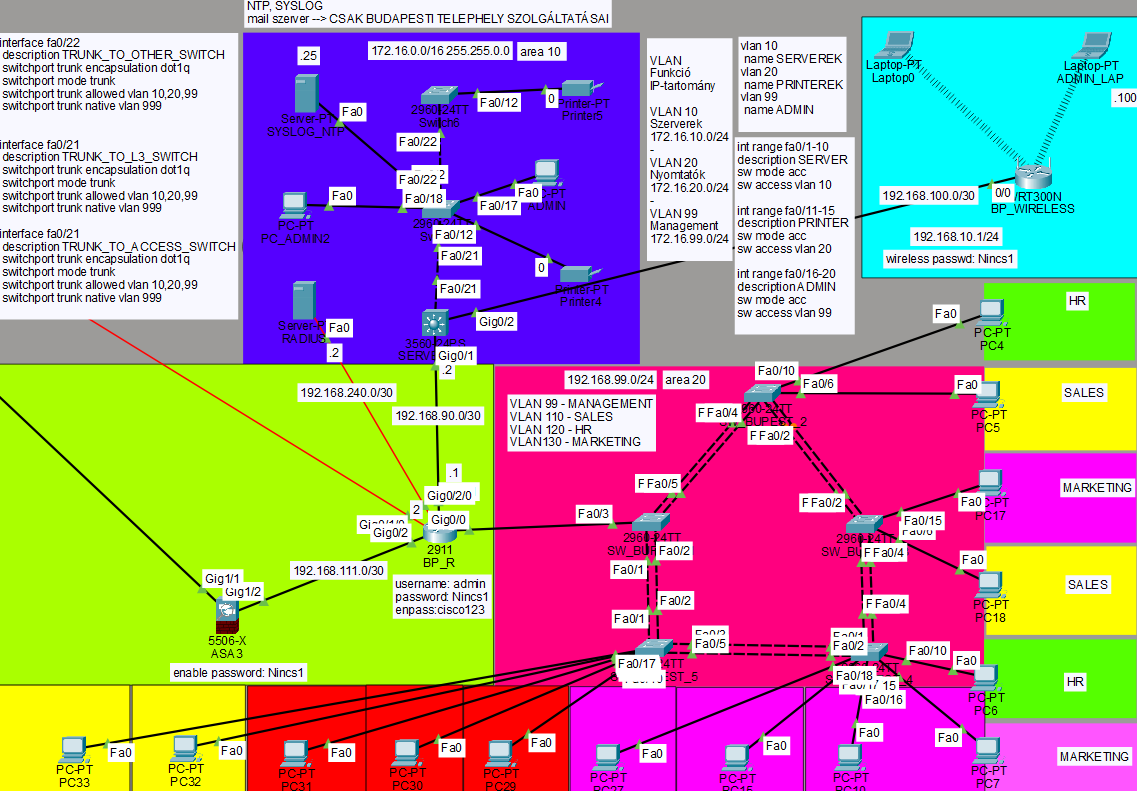 NTP, SYSLOG
mail szerver --> CSAK BUDAPESTI TELEPHELY SZOLGÁLTATÁSAI
interface fa0/22
description TRUNK_TO_OTHER_SWITCH
switchport trunk encapsulation dot1q
switchport mode trunk
switchport trunk allowed vlan 10,20,99
switchport trunk native vlan 999
interface fa0/21
description TRUNK_TO_L3_SWITCH
switchport trunk encapsulation dot1q
switchport mode trunk
switchport trunk allowed vlan 10,20,99
switchport trunk native vlan 999
interface fa0/21
description TRUNK_TO_ACCESS_SWITCH
switchport trunk encapsulation dot1q
switchport mode trunk
switchport trunk allowed vlan 10,20,99
switchport trunk native vlan 999
.25
172.16.0.0/16 255.255.0.0
area 10
Server-PT
SYSLOG_NTP
Fa0
2960-24TT
Switch6
Fa0/12
0
Printer-PT
Printer5
Fa0/22
Fa0/22
Fa0/18
PC-PT
PC_ADMIN2
Fa0
Fa0/17
Fa0
PC-PT
ADMIN
Fa0/12
Fa0/21
Fa0/21
0
Printer-PT
Printer4
Gig0/2
Server-PT
RADIUS
Fa0
.2
Gig0/1
.2
VLAN
Funkció
IP-tartomány
VLAN 10
Szerverek
172.16.10.0/24
-
VLAN 20
Nyomtatók
172.16.20.0/24
-
VLAN 99
Management
172.16.99.0/24
vlan 10
name SERVEREK
vlan 20
name PRINTEREK
vlan 99
name ADMIN
int range fa0/1-10
description SERVER
sw mode acc
sw access vlan 10
int range fa0/11-15
description PRINTER
sw mode acc
sw access vlan 20
int range fa0/16-20
description ADMIN
sw mode acc
sw access vlan 99
Laptop-PT
Laptop0
Laptop-PT
ADMIN_LAP
.100
192.168.100.0/30
0/0
WRT300N
BP_WIRELESS
192.168.10.1/24
wireless passwd: Nincs1
192.168.240.0/30
192.168.90.0/30
.1
Gig0/2/0
2
Gig0/0
Gig0/2
2911
BP_R
192.168.111.0/30
username: admin
password: Nincs1
enpass:cisco123
Gig1/1
Gig1/2
5506-X
ASA3
enable password: Nincs1
192.168.99.0/24
area 20
VLAN 99 - MANAGEMENT
VLAN 110 - SALES
VLAN 120 - HR
VLAN130 - MARKETING
Fa0/10
Fa0/6
Fa0/4
Fa0/2
Fa0/5
Fa0/3
Fa0/2
Fa0/1
Fa0/2
Fa0/1
Fa0/2
Fa0/15
Fa0/4
Fa0/4
Fa0/5
Fa0/2
Fa0/10
Fa0/17
Fa0/18
Fa0/16
Fa0
PC-PT
PC4
HR
Fa0
PC-PT
PC5
SALES
Fa0
PC-PT
PC17
MARKETING
Fa0
PC-PT
PC18
SALES
Fa0
PC-PT
PC6
HR
Fa0
PC-PT
PC7
MARKETING
Fa0
PC-PT
PC33
Fa0
PC-PT
PC32
Fa0
PC-PT
PC31
Fa0
PC-PT
PC30
Fa0
PC-PT
PC29
Fa0
PC-PT
Fa0
PC-PT
Fa0
PC-PT